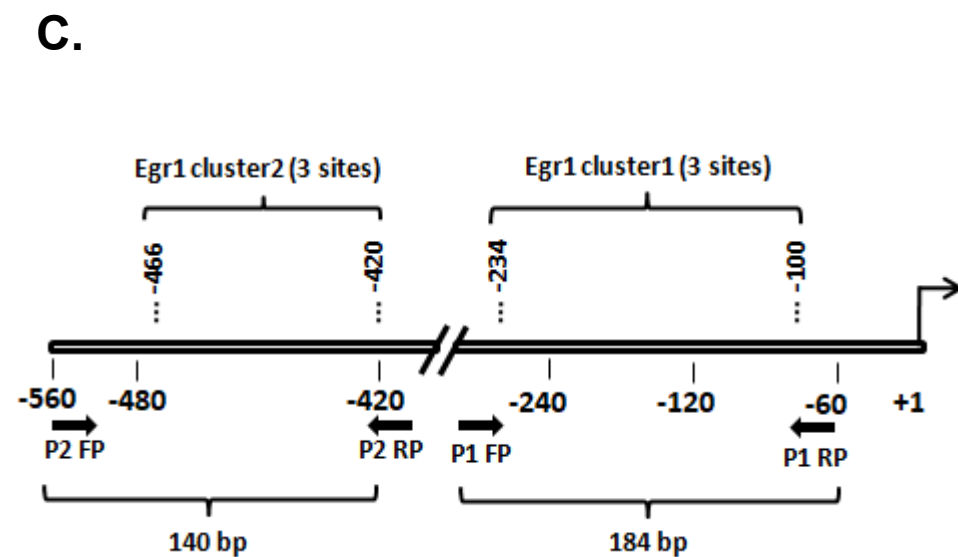 C.
Egr1 cluster2 (3 sites) Egr1 cluster1 (3 sites)
-466 -420 -234 -100
-560 -480 -420 -240 -120 -60 +1
P2 FP P2 RP P1 FP P1 RP
140 bp 184 bp